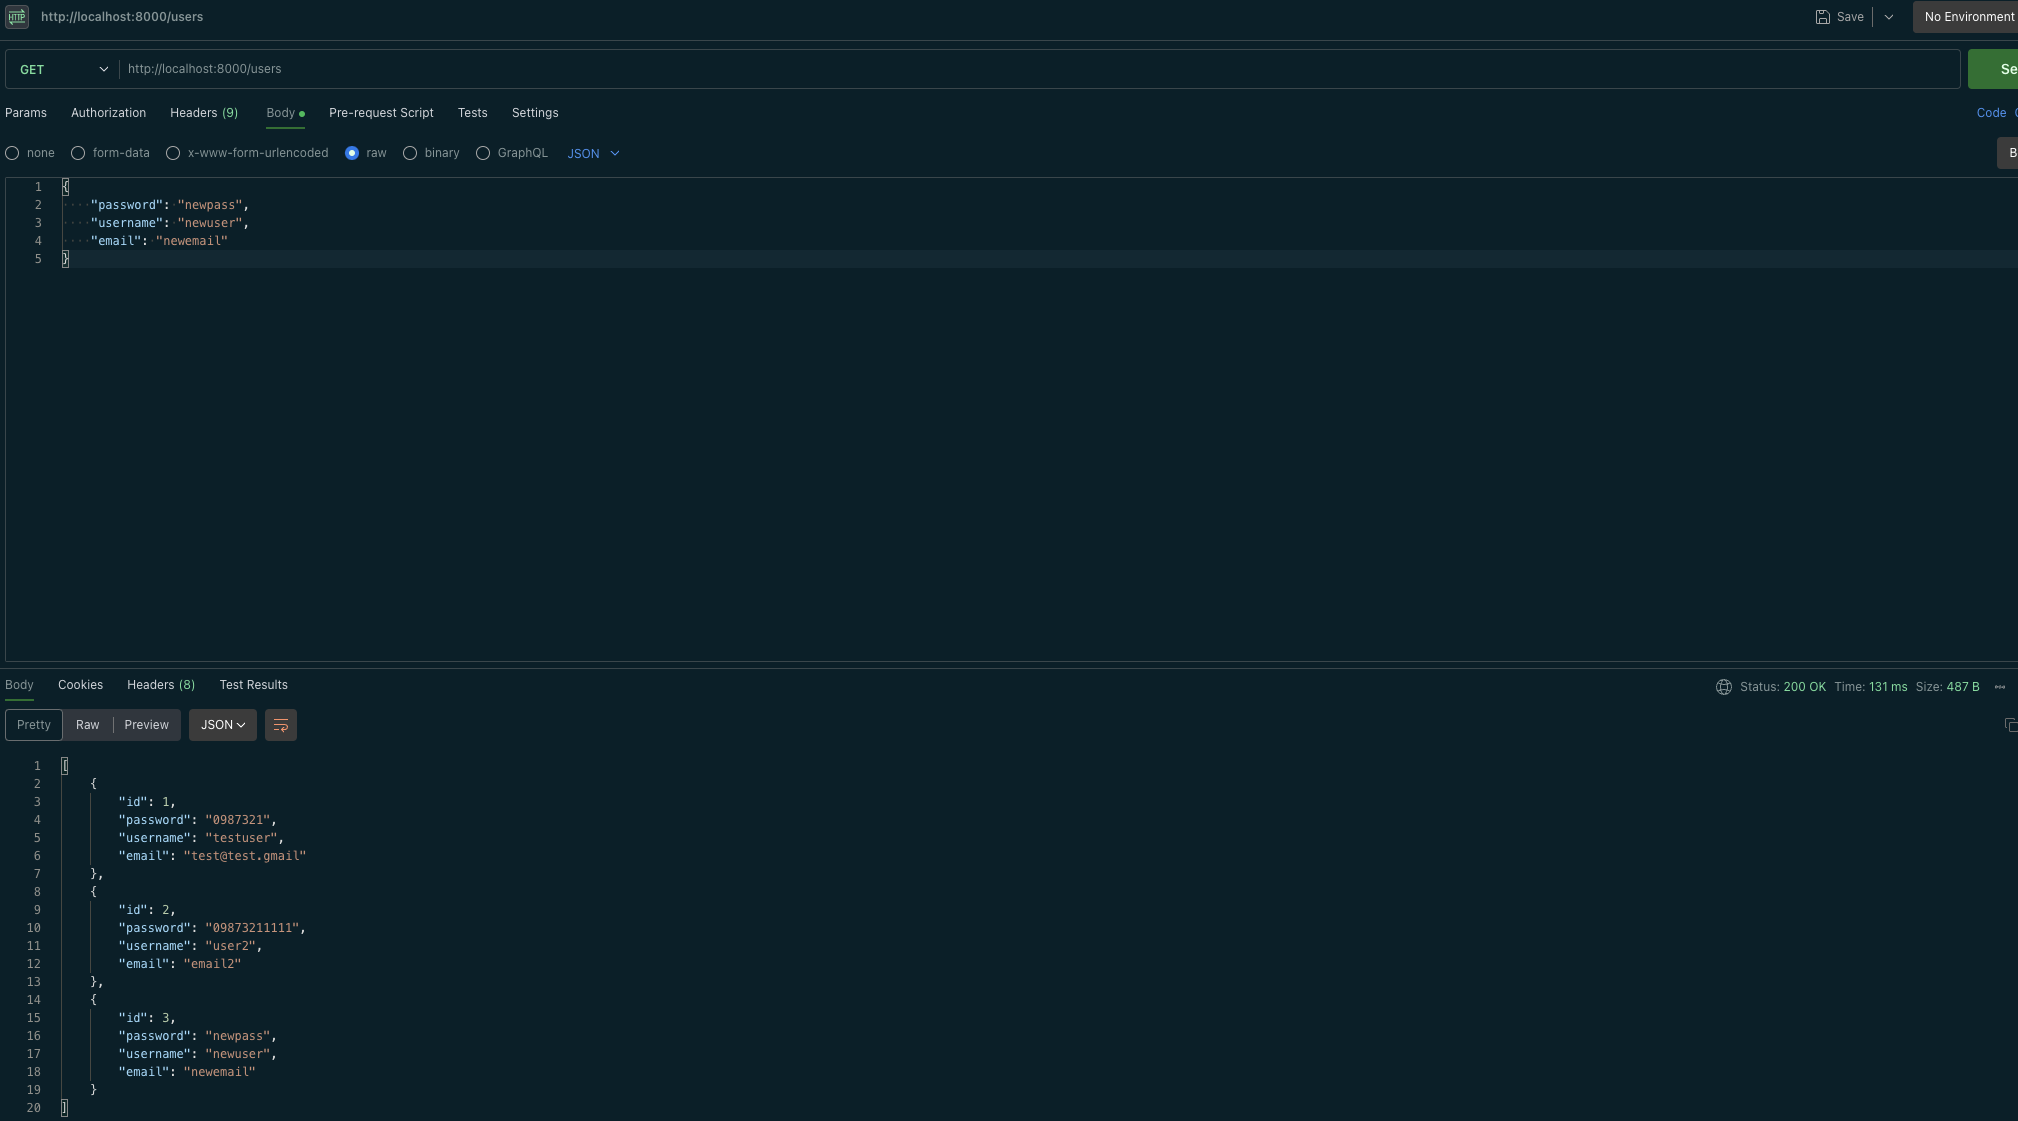 HTTP http://localhost:8000/users Save No Environment
GET http://localhost:8000/users
Params Authorization Headers (9) Body Pre-request Script Tests Settings Code
none form-data x-www-form-urlencoded raw binary GraphQL JSON
1 {
2 "password": "newpass",
3 "username": "newuser",
4 "email": "newemail"
5 }
Body Cookies Headers (8) Test Results Status: 200 OK Time: 131 ms Size: 487 B
Pretty Raw Preview JSON
1 [
2 {
3 "id": 1,
4 "password": "0987321",
5 "username": "testuser",
6 "email": "test@test.gmail"
7 },
8 {
9 "id": 2,
10 "password": "09873211111",
11 "username": "user2",
12 "email": "email2"
13 },
14 {
15 "id": 3,
16 "password": "newpass",
17 "username": "newuser",
18 "email": "newemail"
19 }
20 ]